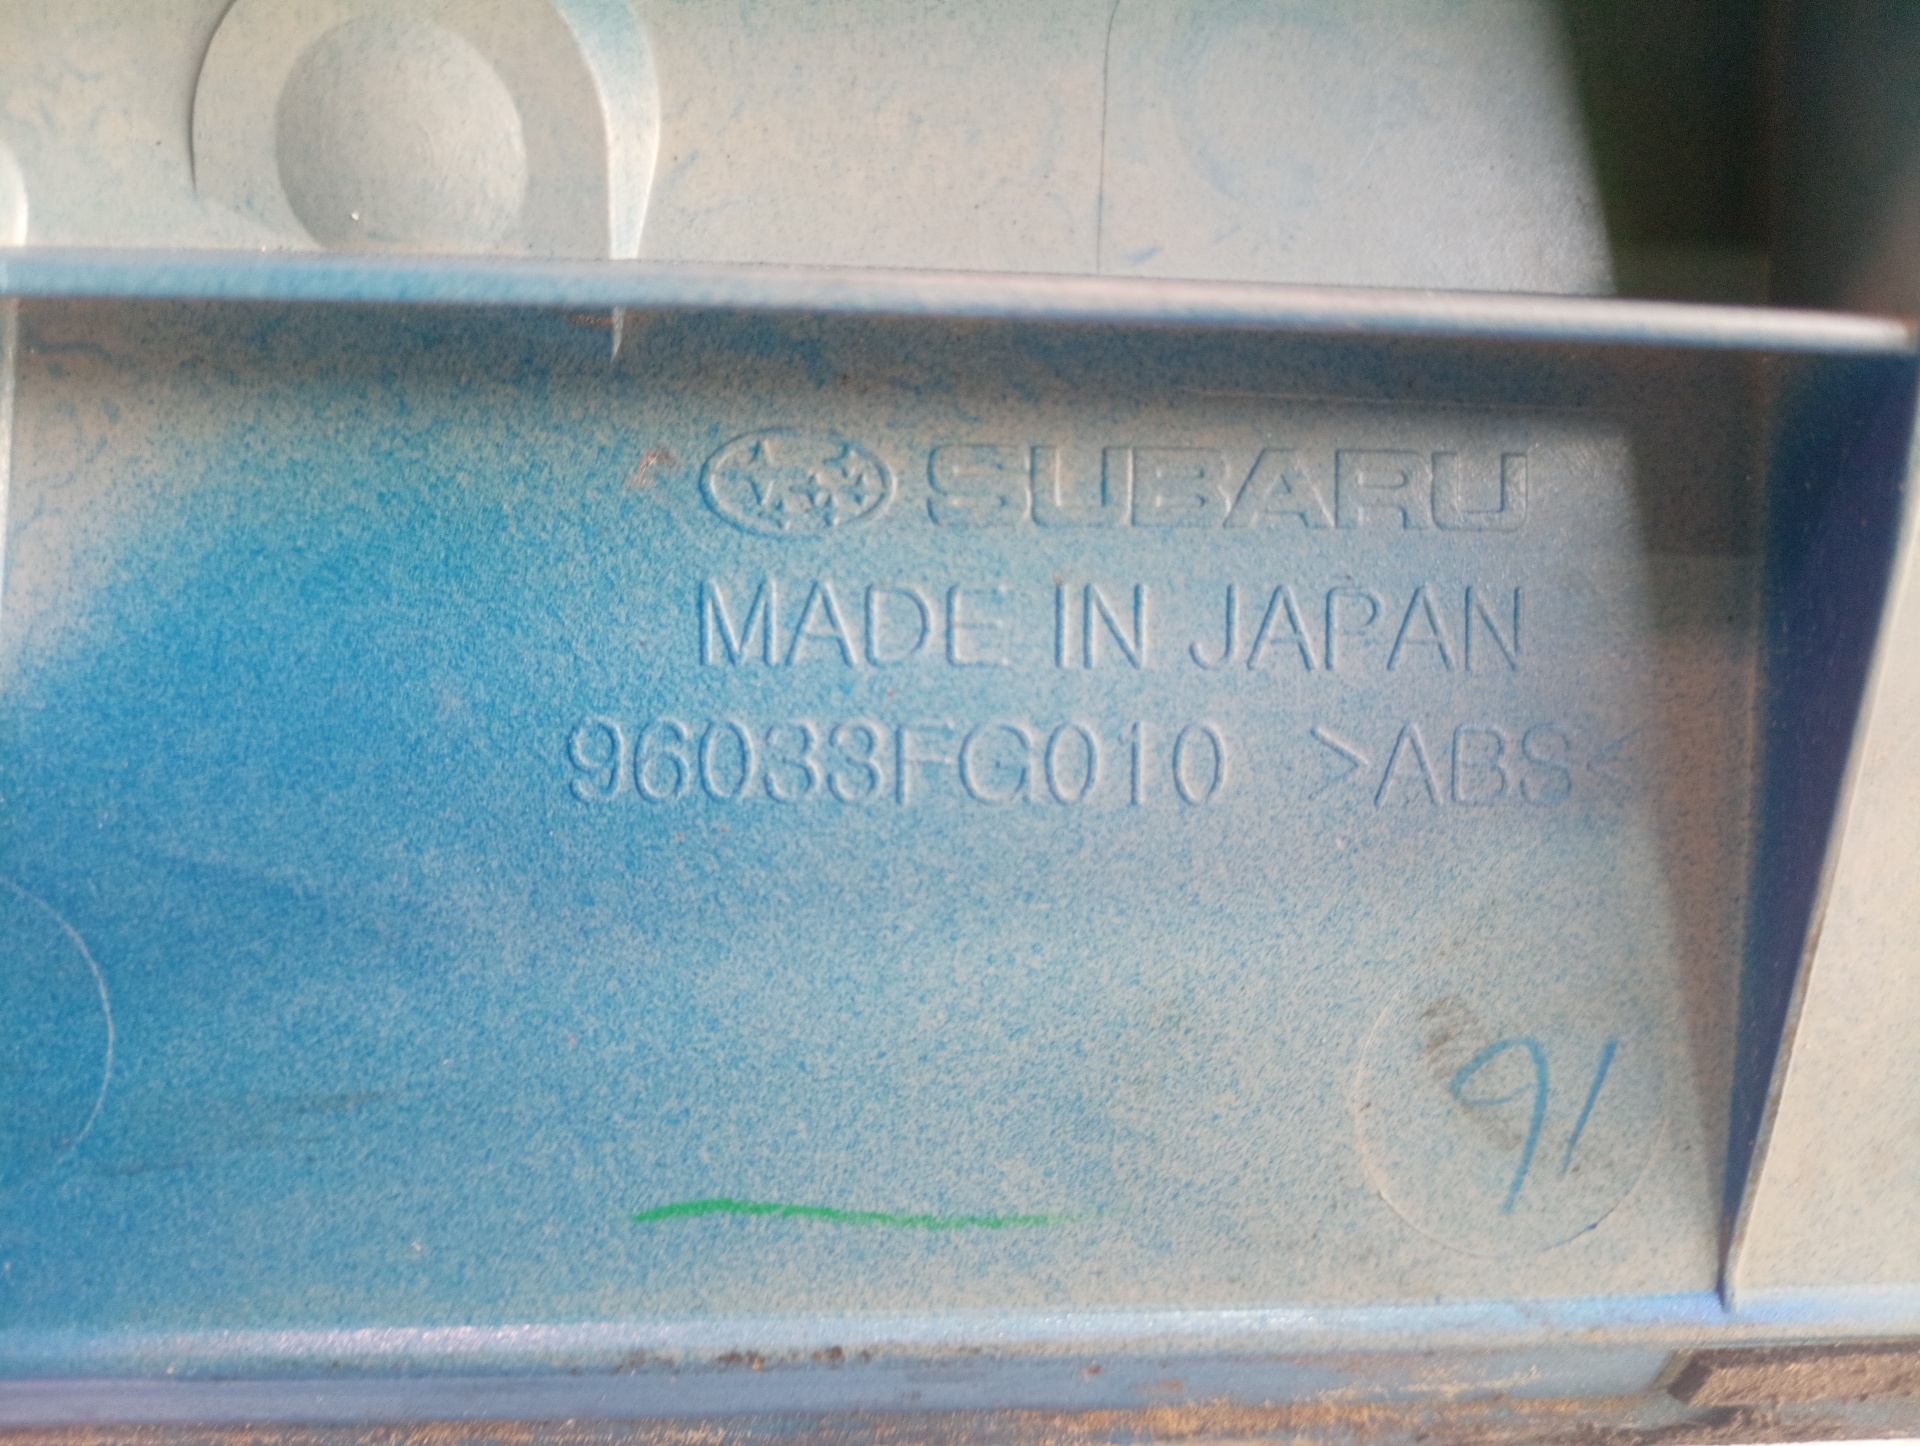 SUBARU
MADE IN JAPAN
96033FG010 >ABS<
91